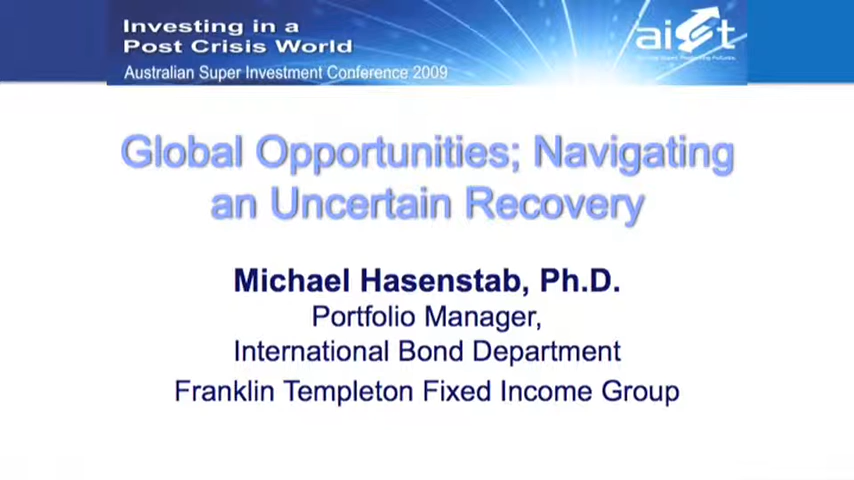 Investing in a
Post Crisis World
Australian Super Investment Conference 2009
aist
Global Opportunities; Navigating
an Uncertain Recovery
Michael Hasenstab, Ph.D.
Portfolio Manager,
International Bond Department
Franklin Templeton Fixed Income Group